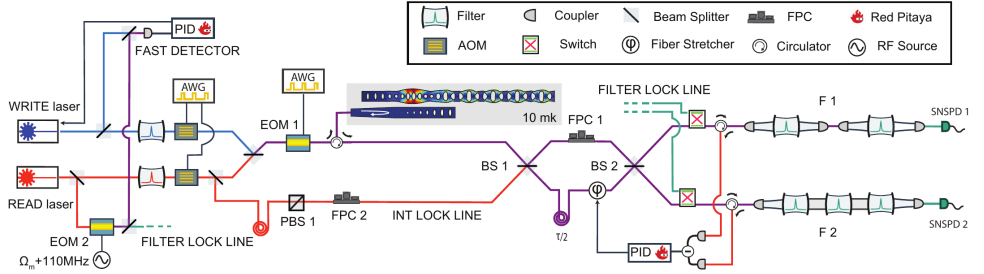 Filter
Coupler
Beam Splitter
FPC
Red Pitaya
AOM
Switch
Fiber Stretcher
Circulator
RF Source
PID
FAST DETECTOR
AWG
AWG
WRITE laser
EOM 1
10 mk
FILTER LOCK LINE
F 1
SNSPD 1
FPC 1
BS 1
BS 2
READ laser
PBS 1
FPC 2
INT LOCK LINE
φ
τ/2
EOM 2
FILTER LOCK LINE
F 2
SNSPD 2
Ωm+110MHz
PID